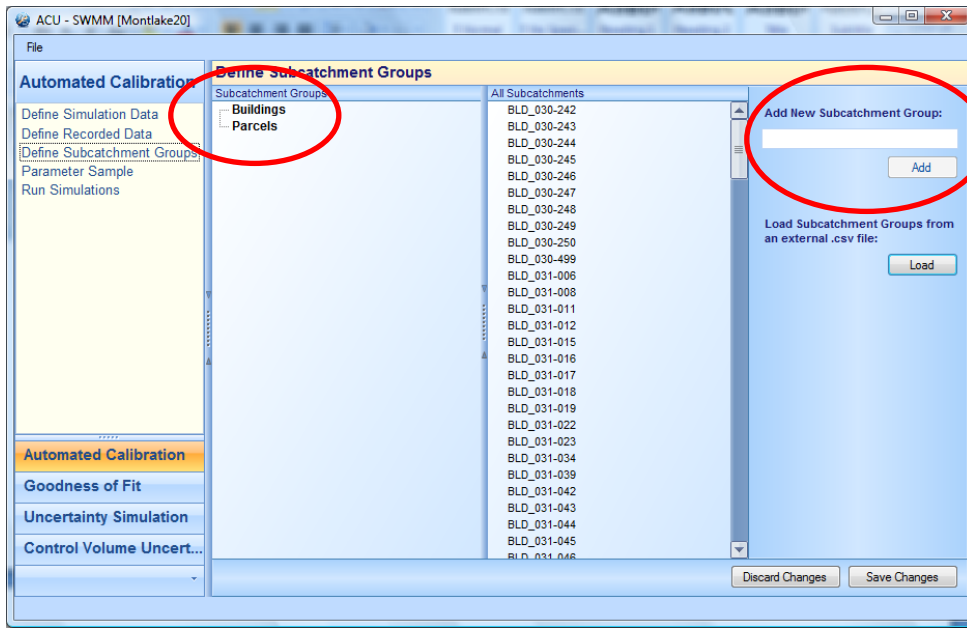 ACU - SWMM [Montlake20]
File
Automated Calibration
Define Simulation Data
Define Recorded Data
Define Subcatchment Groups
Parameter Sample
Run Simulations
Automated Calibration
Goodness of Fit
Uncertainty Simulation
Control Volume Uncert...
Define Subcatchment Groups
Subcatchment Groups
Buildings
Parcels
All Subcatchments
BLD_030-242
BLD_030-243
BLD_030-244
BLD_030-245
BLD_030-246
BLD_030-247
BLD_030-248
BLD_030-249
BLD_030-250
BLD_030-499
BLD_031-006
BLD_031-008
BLD_031-011
BLD_031-012
BLD_031-015
BLD_031-016
BLD_031-017
BLD_031-018
BLD_031-019
BLD_031-022
BLD_031-023
BLD_031-034
BLD_031-039
BLD_031-042
BLD_031-043
BLD_031-044
BLD_031-045
BLD_031-046
Add New Subcatchment Group:
Add
Load Subcatchment Groups from
an external .csv file:
Load
Discard Changes
Save Changes